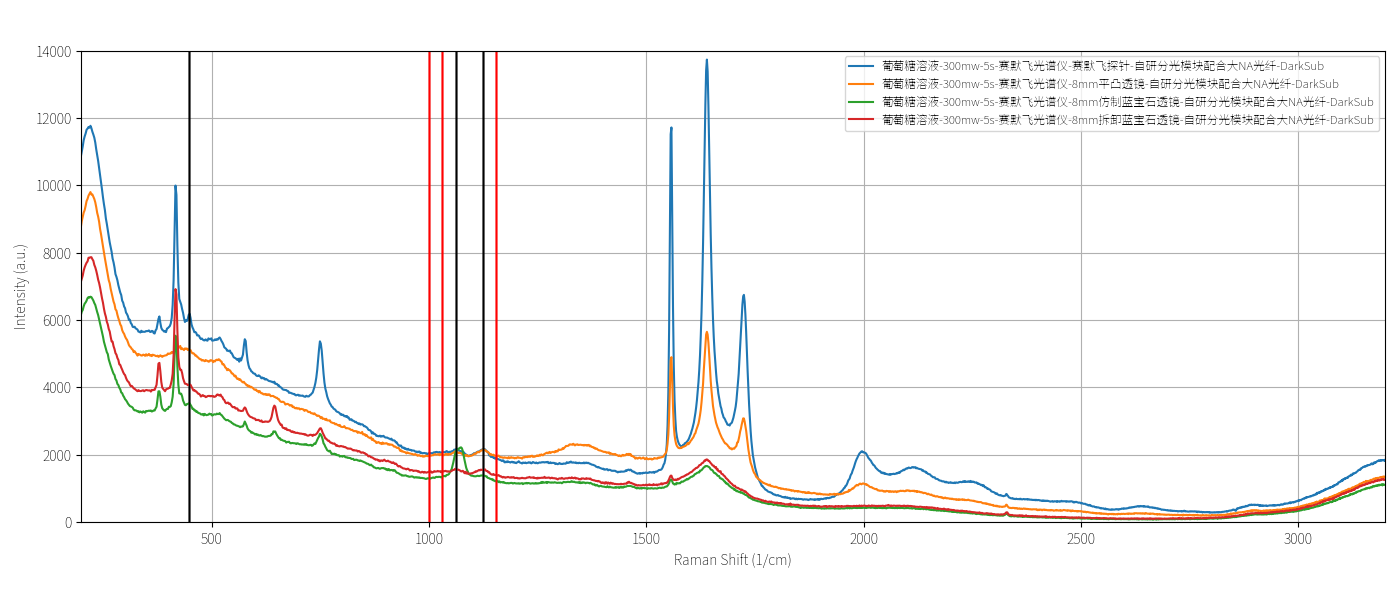 14000
12000
10000
8000
6000
4000
2000
0
Intensity (a.u.)
葡萄糖溶液-300mw-5s-赛默飞光谱仪-赛默飞探针-自研分光模块配合大NA光纤-DarkSub
葡萄糖溶液-300mw-5s-赛默飞光谱仪-8mm平凸透镜-自研分光模块配合大NA光纤-DarkSub
葡萄糖溶液-300mw-5s-赛默飞光谱仪-8mm仿制蓝宝石透镜-自研分光模块配合大NA光纤-DarkSub
葡萄糖溶液-300mw-5s-赛默飞光谱仪-8mm拆卸蓝宝石透镜-自研分光模块配合大NA光纤-DarkSub
500 1000 1500 2000 2500 3000
Raman Shift (1/cm)